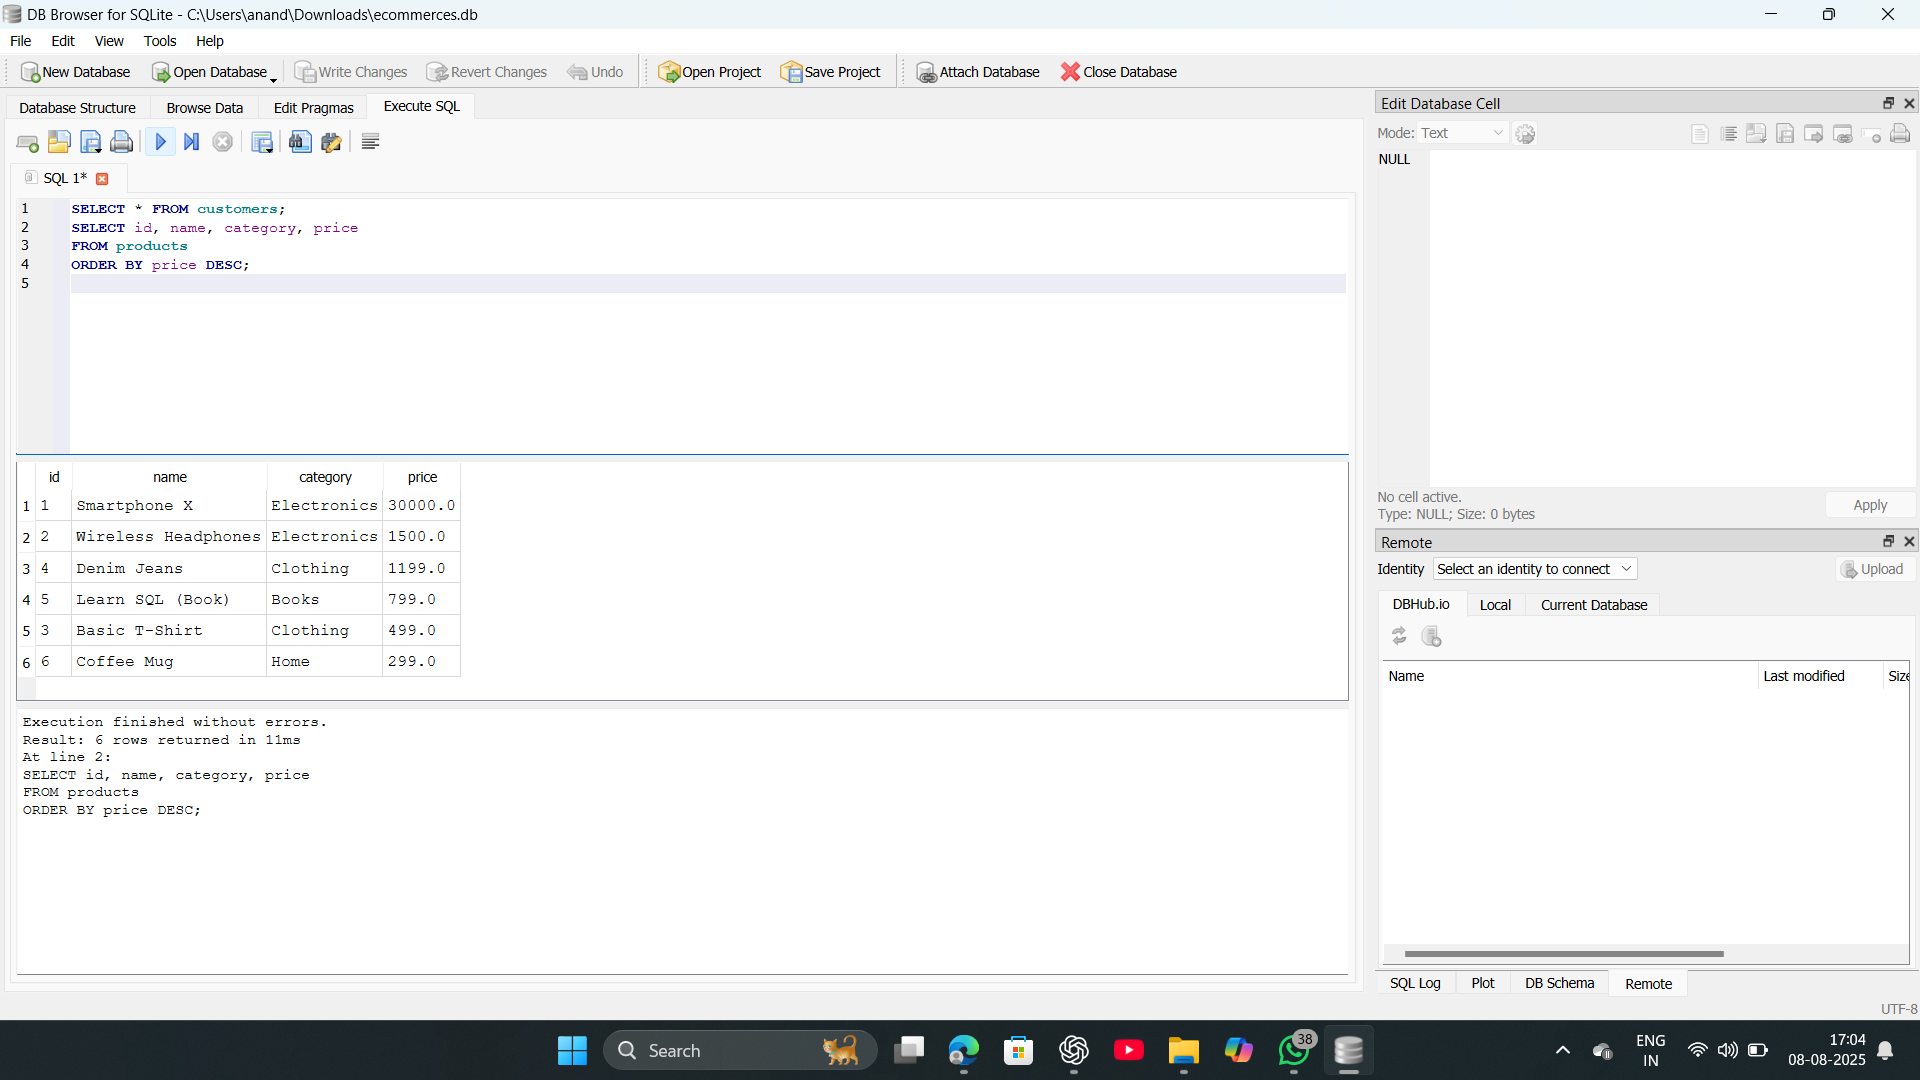 DB Browser for SQLite - C:\Users\anand\Downloads\ecommerces.db
File Edit View Tools Help
New Database Open Database Write Changes Revert Changes Undo Open Project Save Project Attach Database Close Database
Database Structure Browse Data Edit Pragmas Execute SQL
SQL 1*
1 SELECT * FROM customers;
2 SELECT id, name, category, price
3 FROM products
4 ORDER BY price DESC;
5
id name category price
1 1 Smartphone X Electronics 30000.0
2 2 Wireless Headphones Electronics 1500.0
3 4 Denim Jeans Clothing 1199.0
4 5 Learn SQL (Book) Books 799.0
5 3 Basic T-Shirt Clothing 499.0
6 6 Coffee Mug Home 299.0
Execution finished without errors.
Result: 6 rows returned in 11ms
At line 2:
SELECT id, name, category, price
FROM products
ORDER BY price DESC;
Edit Database Cell
Mode: Text
NULL
No cell active.
Type: NULL; Size: 0 bytes
Apply
Remote
Identity Select an identity to connect Upload
DBHub.io Local Current Database
Name Last modified Size
SQL Log Plot DB Schema Remote
UTF-8
Search
38
ENG
IN
17:04
08-08-2025